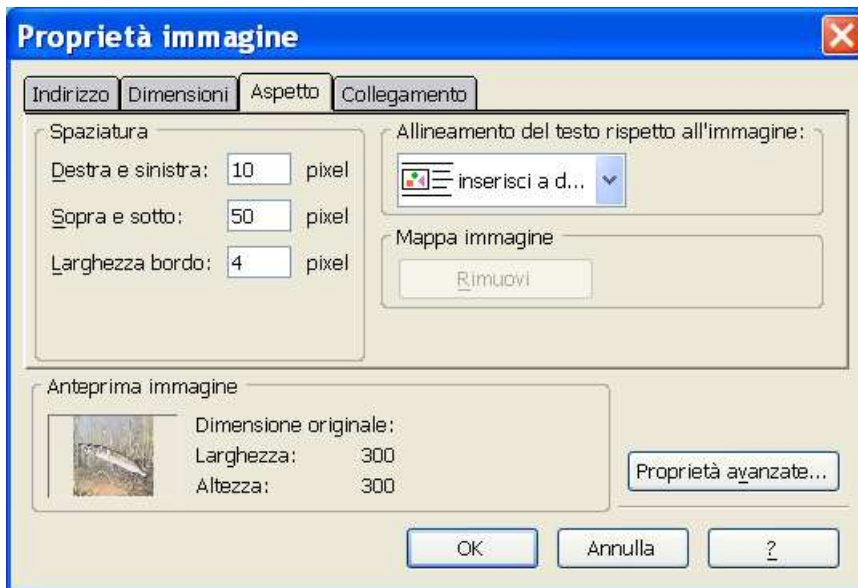 Proprietà immagine
Indirizzo Dimensioni Aspetto Collegamento
Spaziatura
Destra e sinistra: 10 pixel
Sopra e sotto: 50 pixel
Larghezza bordo: 4 pixel
Allineamento del testo rispetto all'immagine:
inserisci a d...
Mappa immagine
Rimuovi
Anteprima immagine
Dimensione originale:
Larghezza: 300
Altezza: 300
Proprietà avanzate...
OK Annulla ?